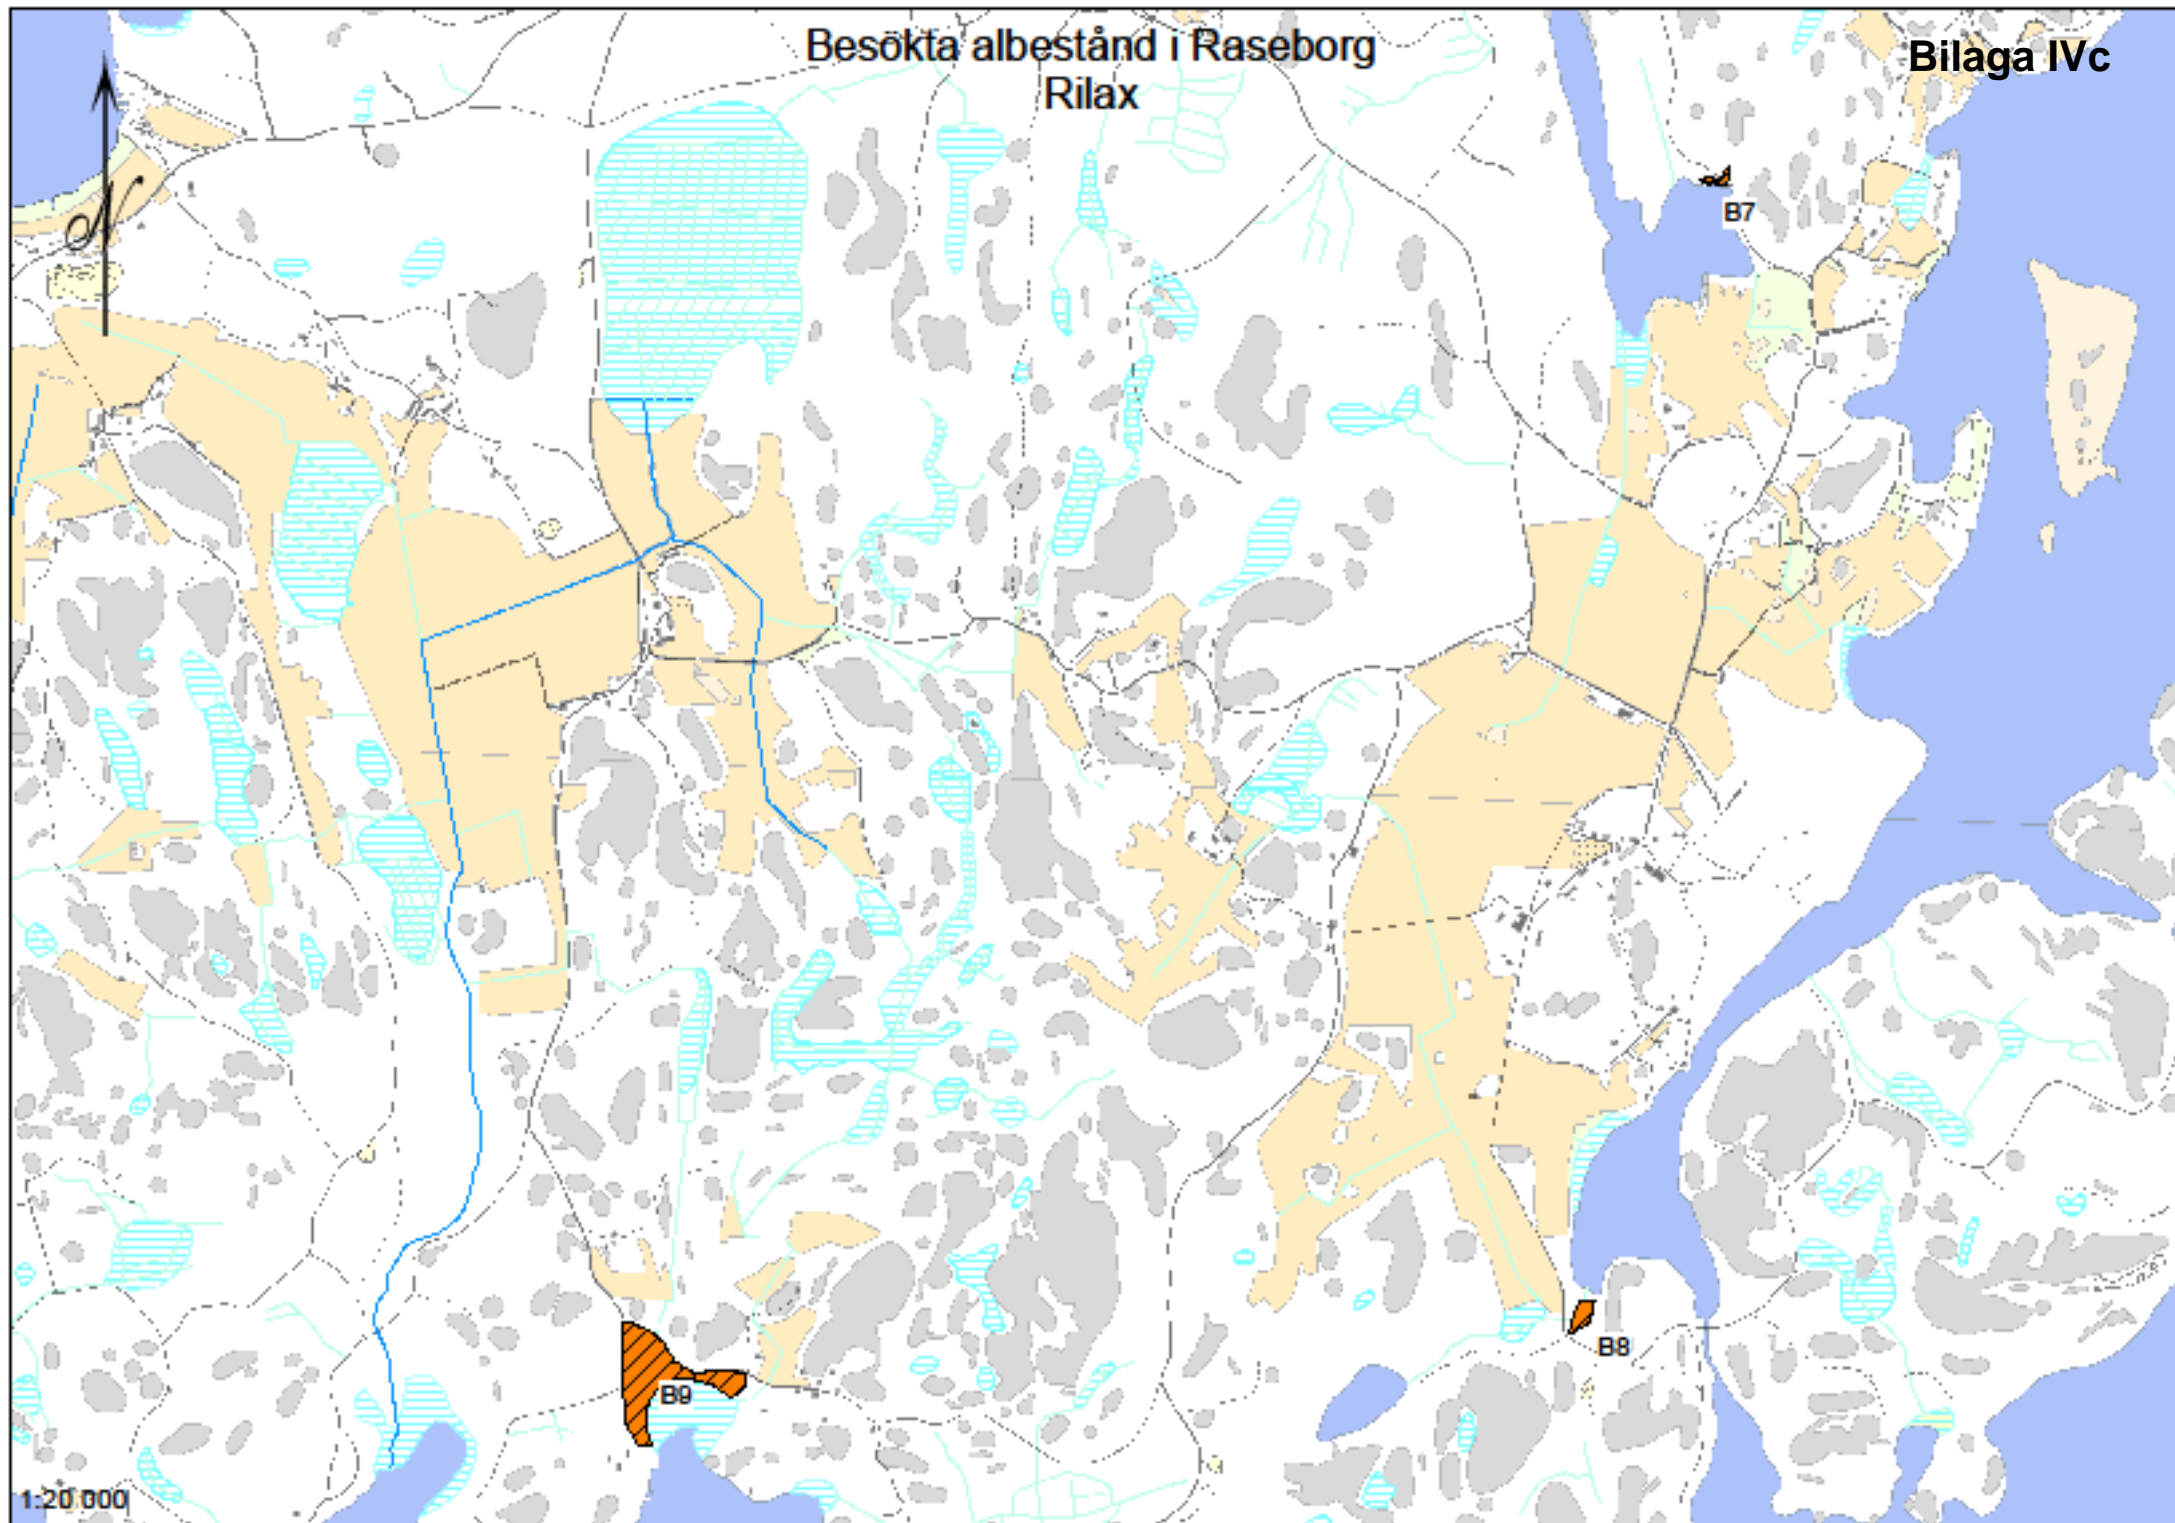 Besökta albestånd i Raseborg
Rilax
Bilaga IVc
N
B7
B8
B9
1:20 000